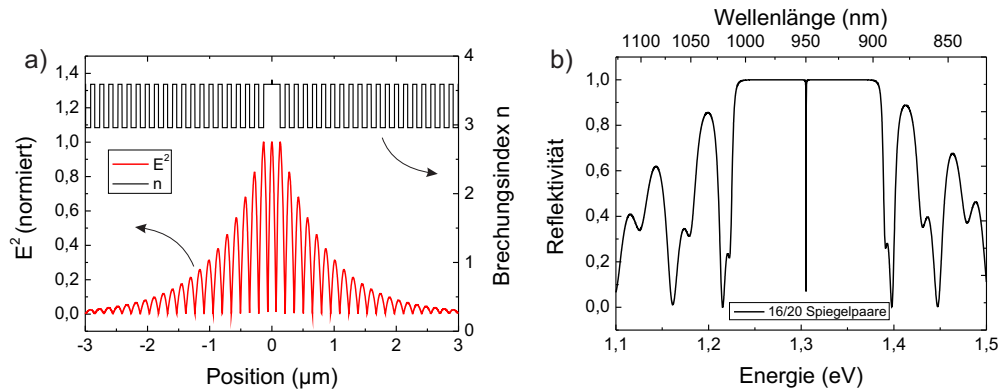 a)
1,4
1,2
1,0
0,8
0,6
0,4
0,2
0,0
E² (normiert)
E²
n
4
3
2
1
0
Brechungsindex n
-3 -2 -1 0 1 2 3
Position (µm)
b)
Wellenlänge (nm)
1100 1050 1000 950 900 850
1,0
0,8
0,6
0,4
0,2
0,0
Reflektivität
16/20 Spiegelpaare
1,1 1,2 1,3 1,4 1,5
Energie (eV)